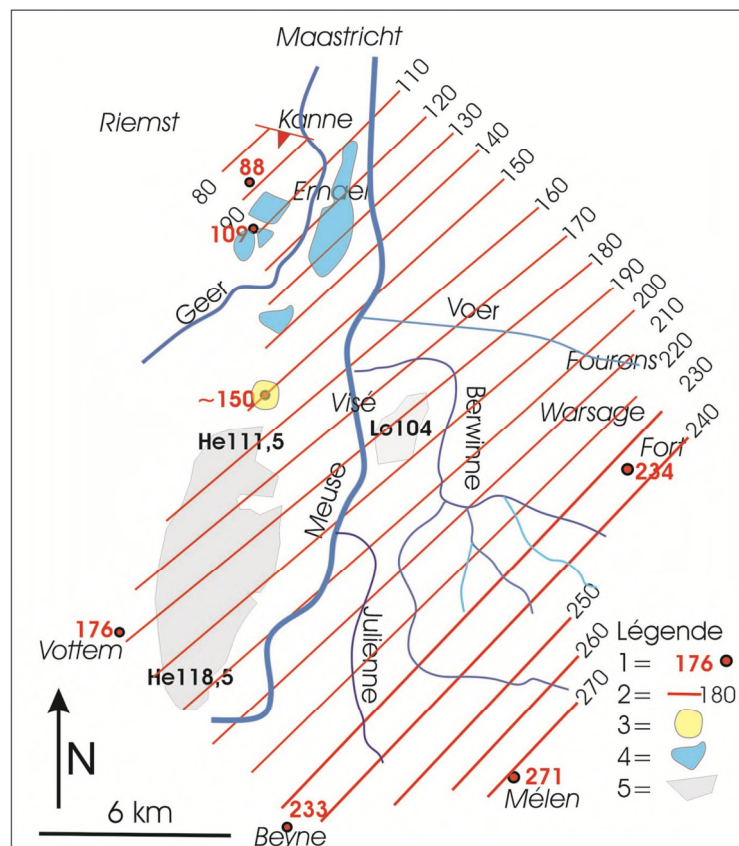 Maastricht
110
120
Kanne
Riemst
130
140
88
150
80
Emael
160
90
109
170
180
190
Geer
Voer
200
210
Fourons
220
230
~150
Visé
Warsage
240
He111,5
Lo104
Berwinne
Fort
234
Meuse
176
Vottem
Julienne
250
260
270
He118,5
Légende
1= 176
2= 180
3=
4=
5=
N
271
Mélen
6 km
233
Beyne